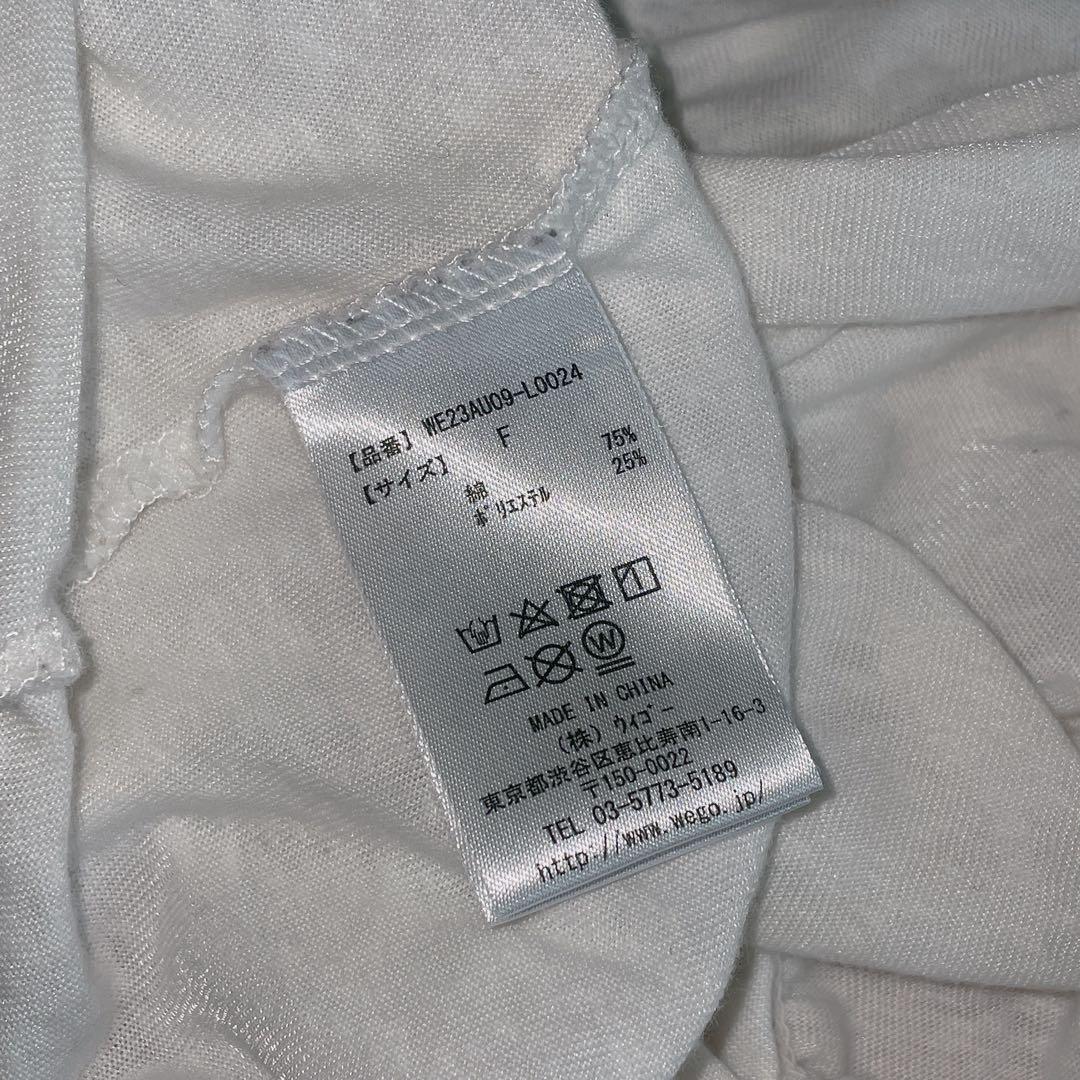 【品番】 WE23AU09-L0024
【サイズ】 F
綿 75%
ポリエステル 25%
W
MADE IN CHINA
（株）ウィゴー
東京都渋谷区恵比寿南1-16-3
〒150-0022
TEL 03-5773-5189
http://www.wego.jp/